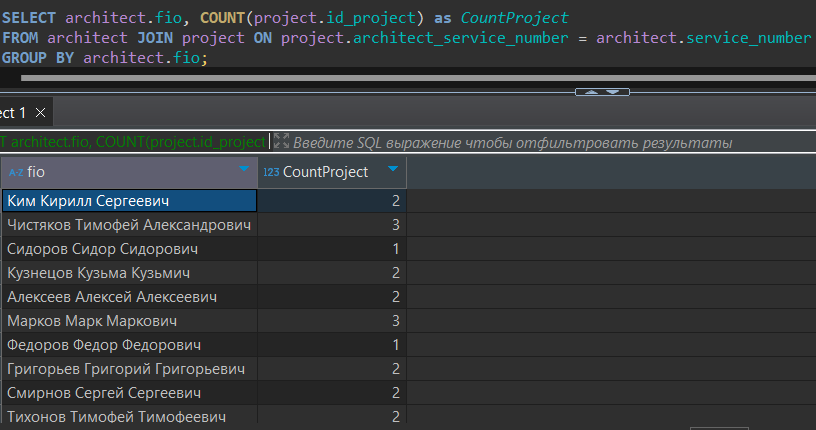 SELECT architect.fio, COUNT(project.id_project) as CountProject
FROM architect JOIN project ON project.architect_service_number = architect.service_number
GROUP BY architect.fio;
ect 1 ×
T architect.fio, COUNT(project.id_project Введите SQL выражение чтобы отфильтровать результаты
A-Z fio 123 CountProject
Ким Кирилл Сергеевич 2
Чистяков Тимофей Александрович 3
Сидоров Сидор Сидорович 1
Кузнецов Кузьма Кузьмич 2
Алексеев Алексей Алексеевич 2
Марков Марк Маркович 3
Федоров Федор Федорович 1
Григорьев Григорий Григорьевич 2
Смирнов Сергей Сергеевич 2
Тихонов Тимофей Тимофеевич 2